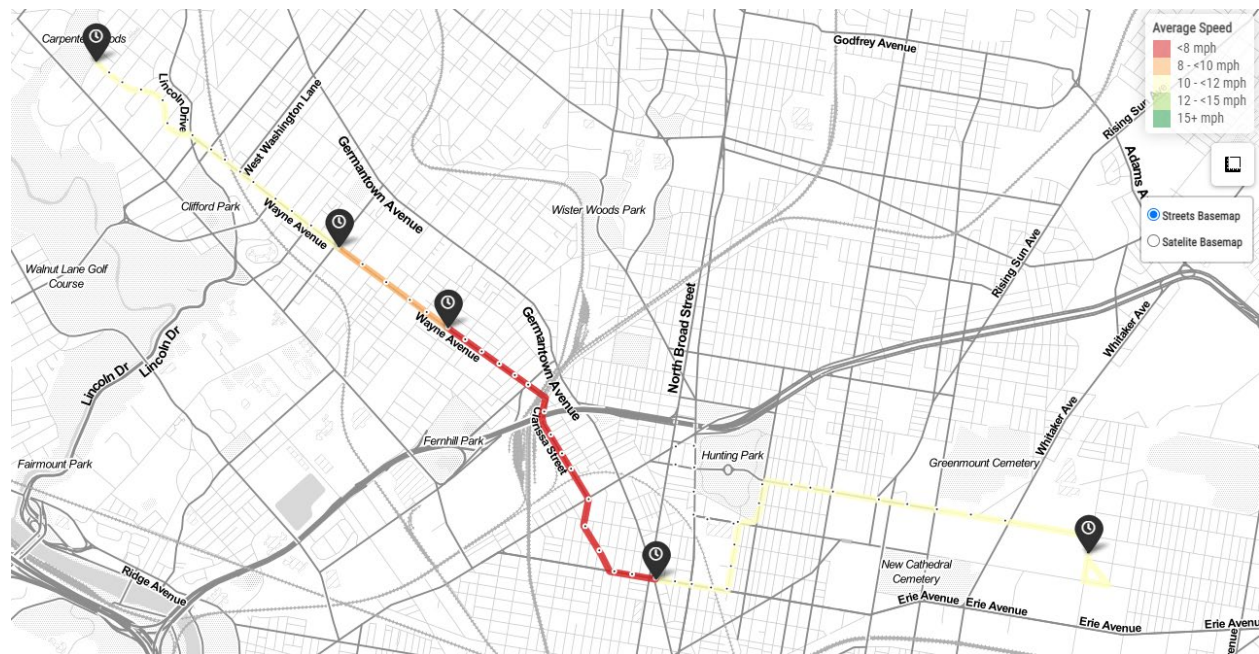 Carpenter Woods
Godfrey Avenue
Average Speed
<8 mph
8 - <10 mph
10 - <12 mph
12 - <15 mph
15+ mph
Lincoln Drive
West Washington Lane
Germantown Avenue
Rising Sun Ave
Adams A
Clifford Park
Wayne Avenue
Wister Woods Park
Streets Basemap
Satelite Basemap
Walnut Lane Golf
Course
Rising Sun Ave
Lincoln Dr
Lincoln Dr
Wayne Avenue
Germantown Avenue
North Broad Street
Whitaker Ave
Clarissa Street
Fernhill Park
Whitaker Ave
Hunting Park
Greenmount Cemetery
Fairmount Park
Ridge Avenue
New Cathedral
Cemetery
Erie Avenue
Erie Avenue
Erie Avenue
Erie Avenue